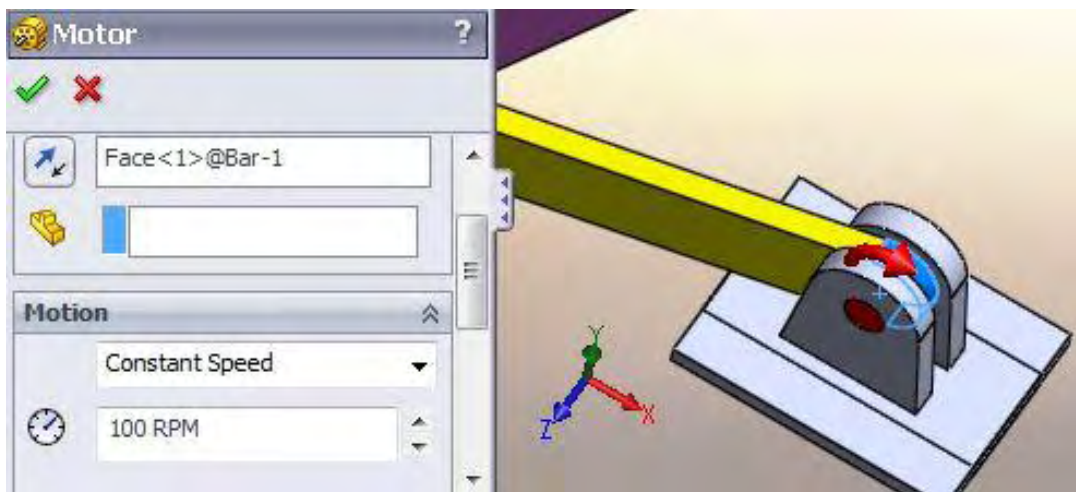 Motor ?
Face<1>@Bar-1
Motion
Constant Speed
100 RPM
Y
Z
X